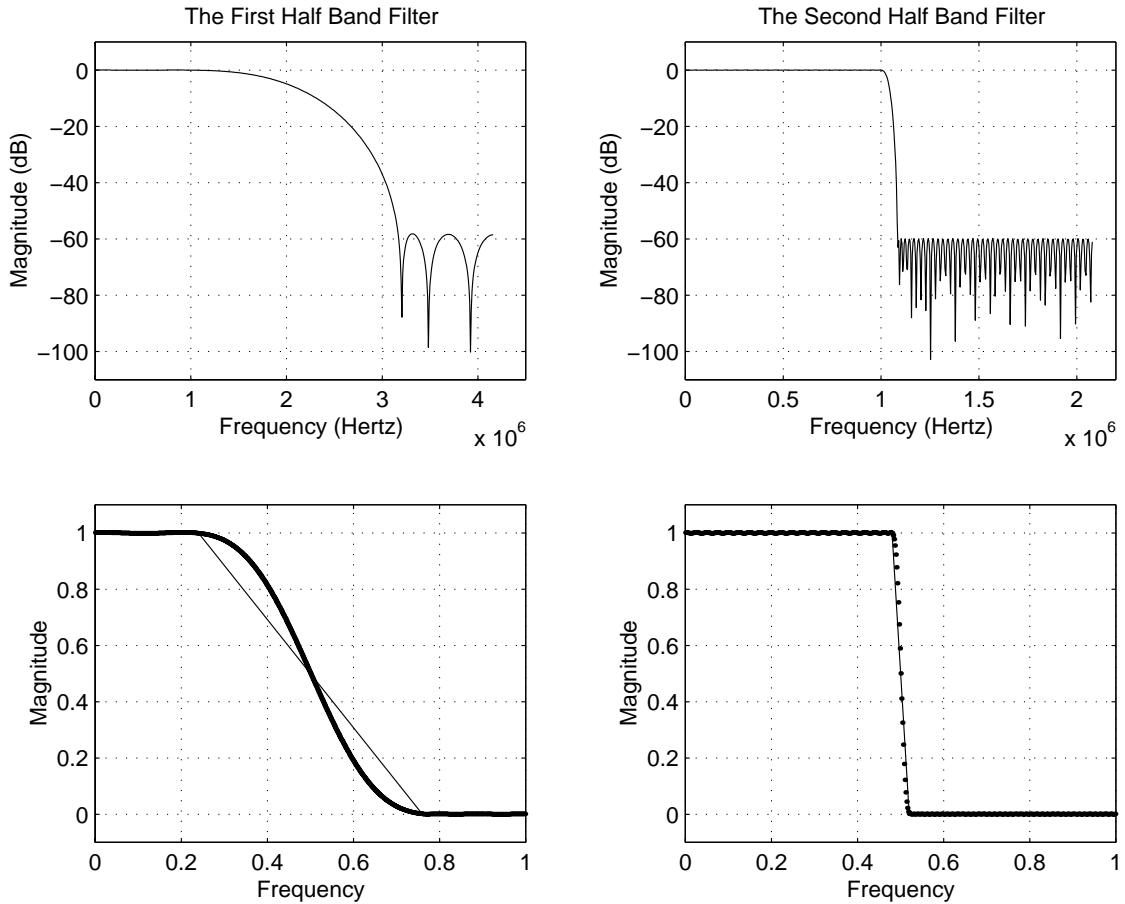 The First Half Band Filter
The Second Half Band Filter
0
−20
−40
−60
−80
−100
Magnitude (dB)
0 1 2 3 4
Frequency (Hertz)
x 10^6
0
−20
−40
−60
−80
−100
Magnitude (dB)
0 0.5 1 1.5 2
Frequency (Hertz)
x 10^6
1
0.8
0.6
0.4
0.2
0
Magnitude
0 0.2 0.4 0.6 0.8 1
Frequency
1
0.8
0.6
0.4
0.2
0
Magnitude
0 0.2 0.4 0.6 0.8 1
Frequency